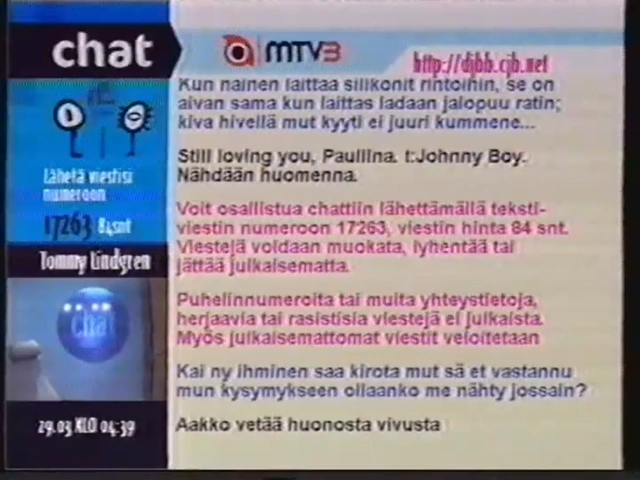 chat
MTV3
http://djbb.cjb.net
Kun nainen laittaa silikonit rintoihin, se on
aivan sama kun laittas ladaan jalopuu ratin;
kiva hivellä mut kyyti ei juuri kummene...
Still loving you, Pauliina. t:Johnny Boy.
Nähdään huomenna.
Voit osallistua chattiin lähettämällä teksti-
viestin numeroon 17263, viestin hinta 84 snt.
Viestejä voidaan muokata, lyhentää tai
jättää julkaisematta.
Puhelinnumeroita tai muita yhteystietoja,
herjaavia tai rasistisia viestejä ei julkaista.
Myös julkaisemattomat viestit veloitetaan
Kai ny ihminen saa kirota mut sä et vastannu
mun kysymykseen ollaanko me nähty jossain?
Aakko vetää huonosta vivusta
Lähetä viestisi
numeroon
17263 84snt
Tommy Lindgren
chat
29.03 KLO 04:39